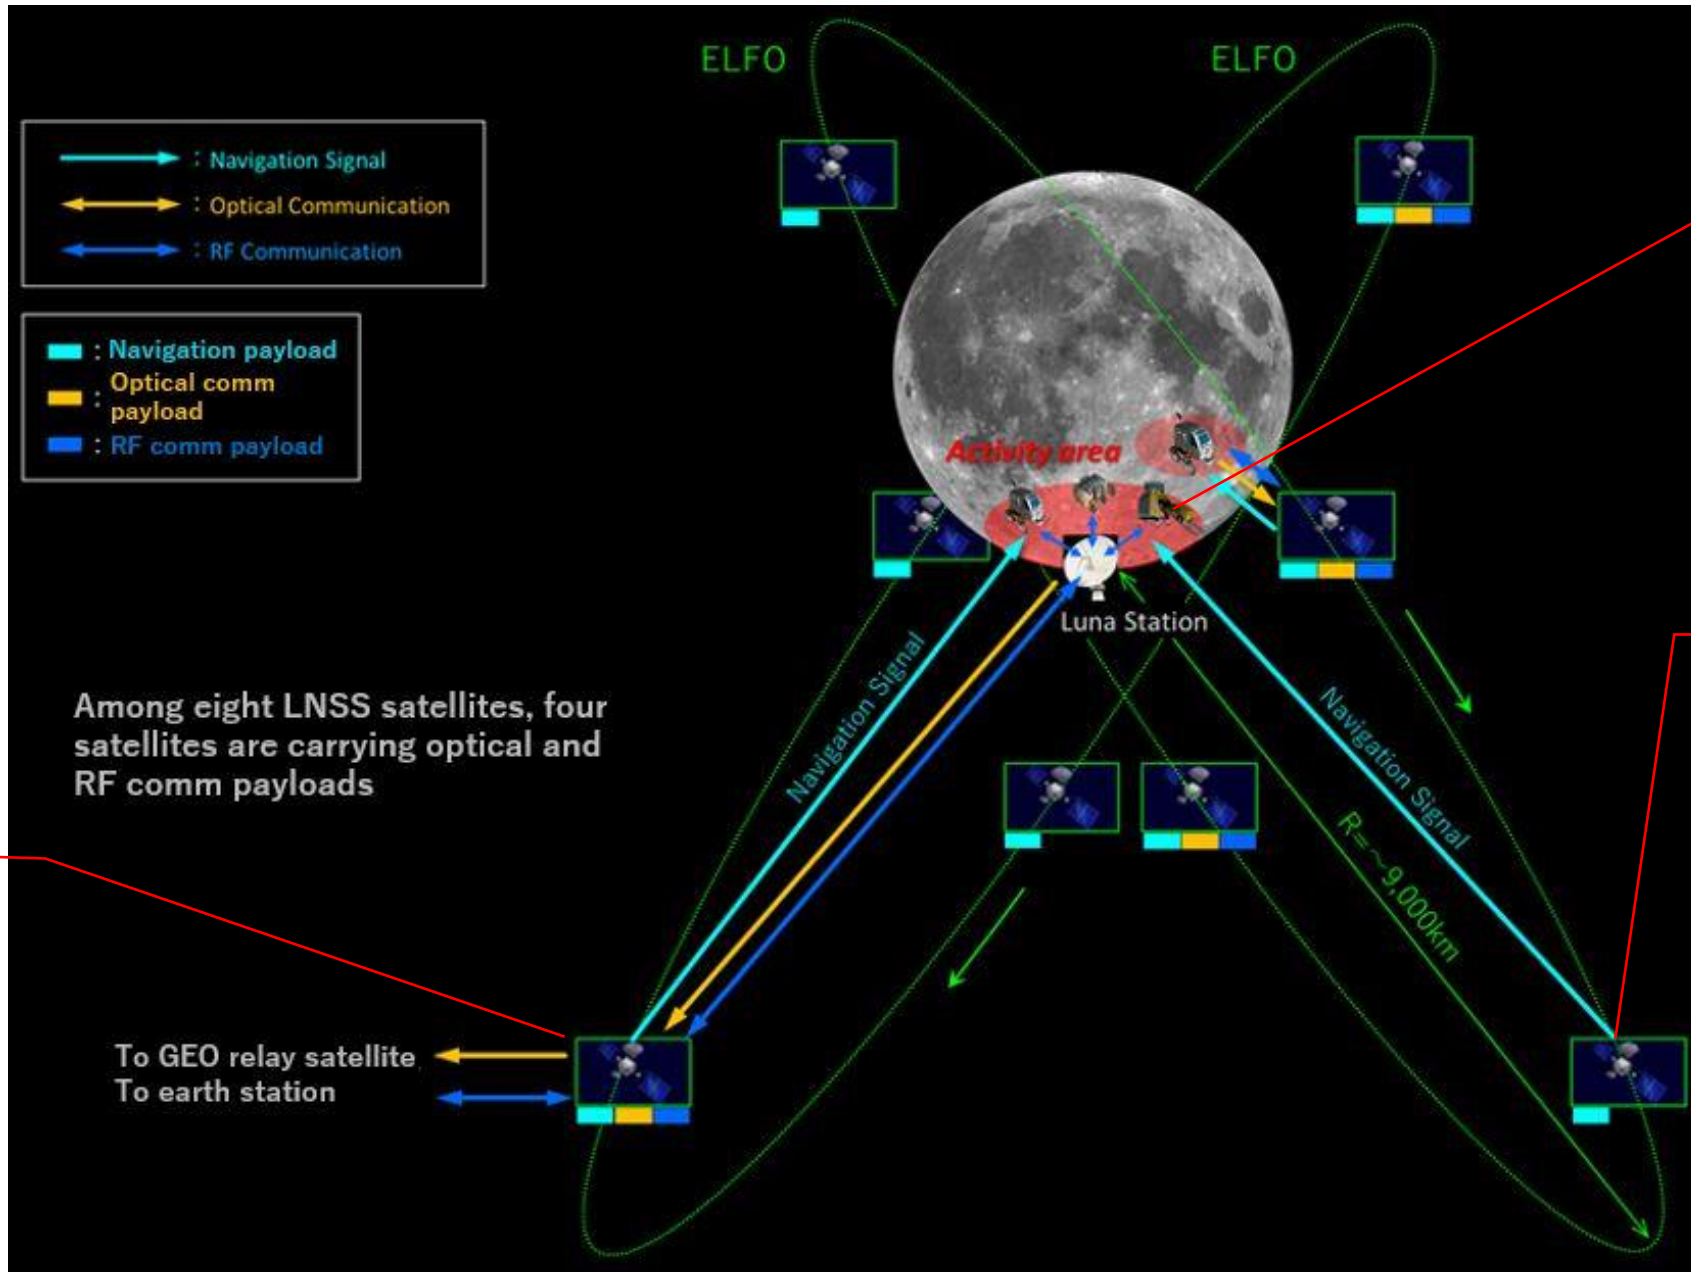 ELFO
ELFO
: Navigation Signal
: Optical Communication
: RF Communication
: Navigation payload
: Optical comm
payload
: RF comm payload
Activity area
Luna Station
Navigation Signal
Navigation Signal
R=～9,000km
Among eight LNSS satellites, four
satellites are carrying optical and
RF comm payloads
To GEO relay satellite
To earth station